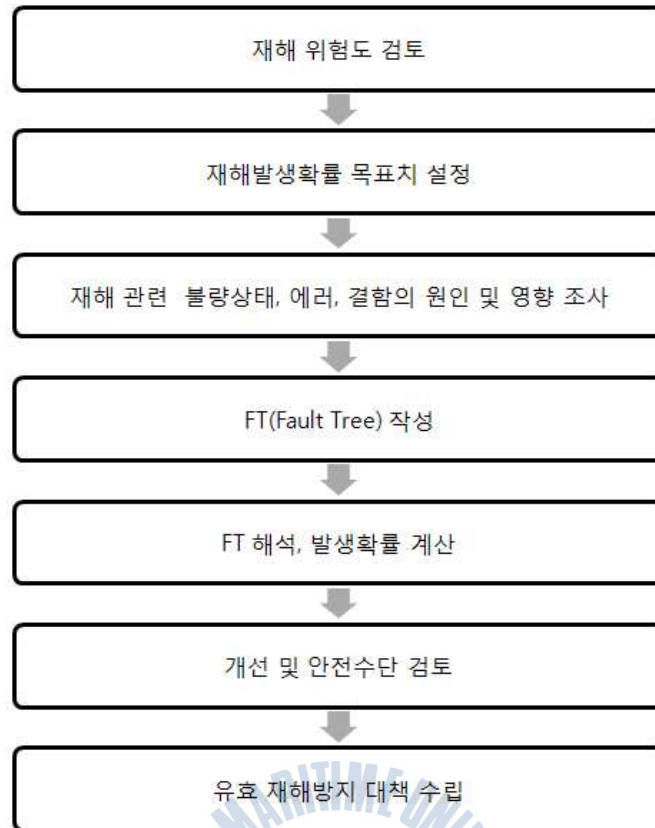 재해 위험도 검토
재해발생확률 목표치 설정
재해 관련 불량상태, 에러, 결함의 원인 및 영향 조사
FT(Fault Tree) 작성
FT 해석, 발생확률 계산
개선 및 안전수단 검토
유효 재해방지 대책 수립
MARITIME